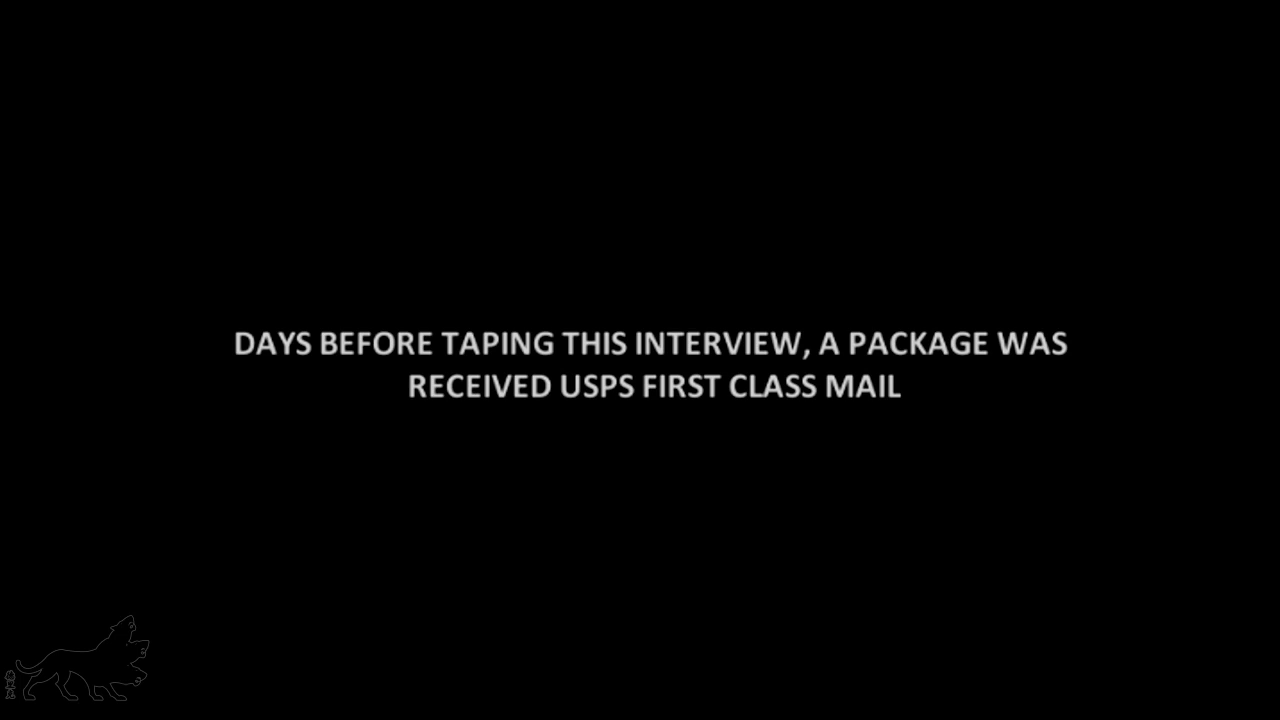 DAYS BEFORE TAPING THIS INTERVIEW, A PACKAGE WAS
RECEIVED USPS FIRST CLASS MAIL